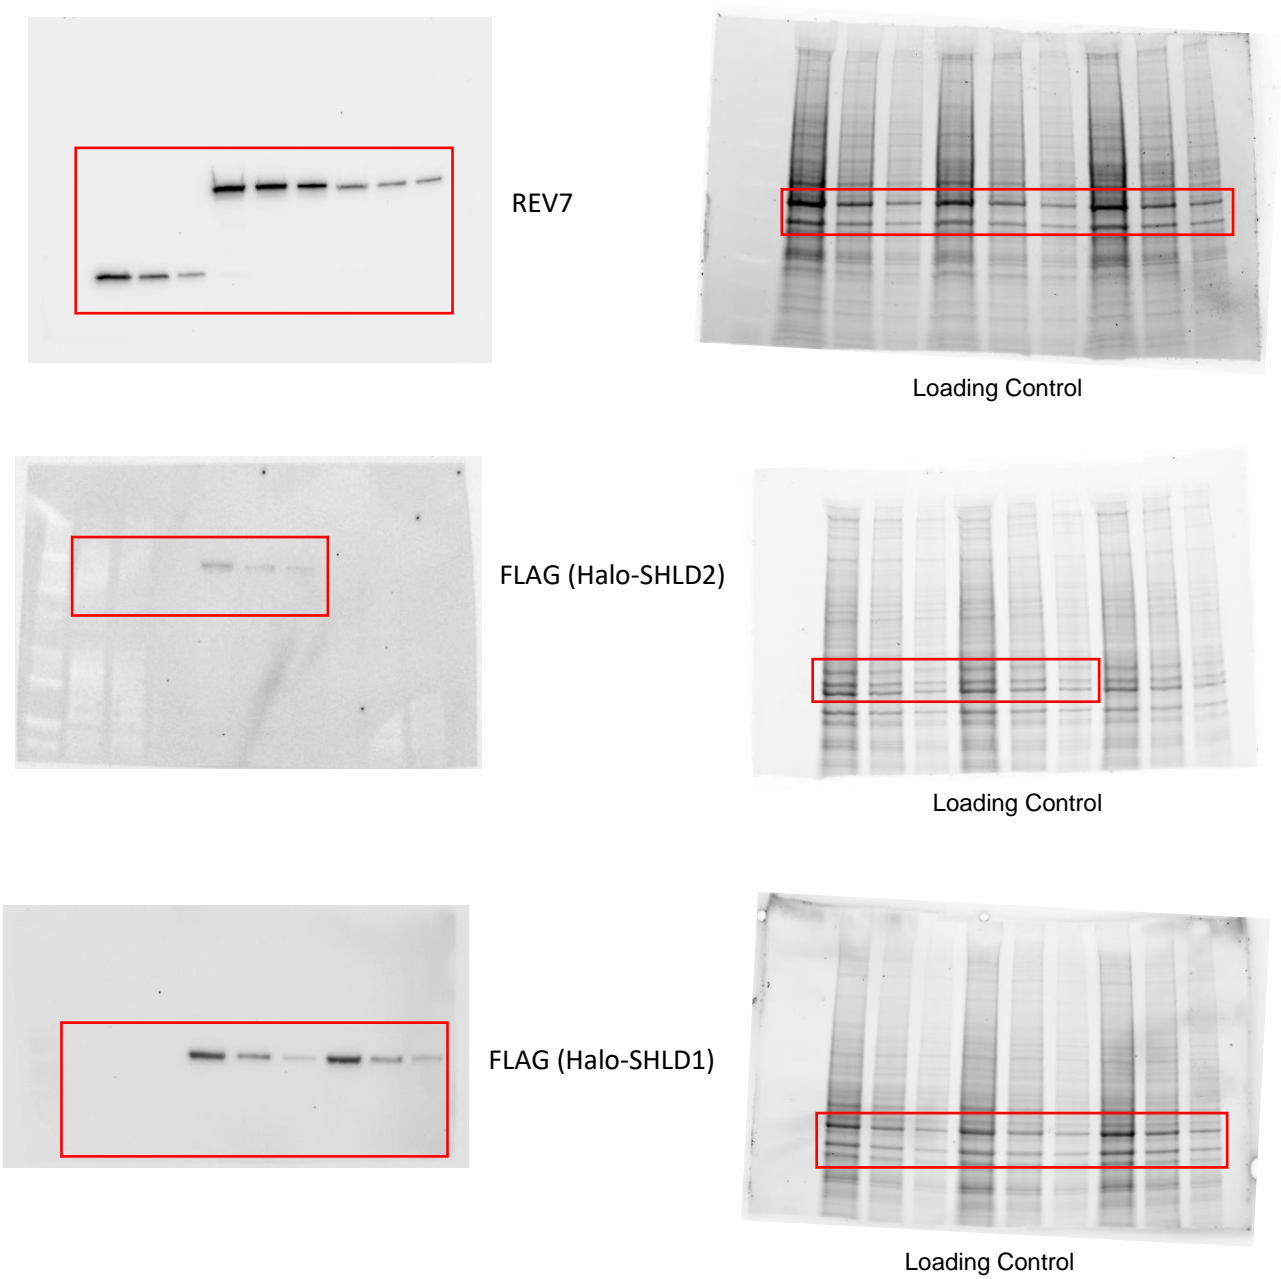 REV7
Loading Control
FLAG (Halo-SHLD2)
Loading Control
FLAG (Halo-SHLD1)
Loading Control